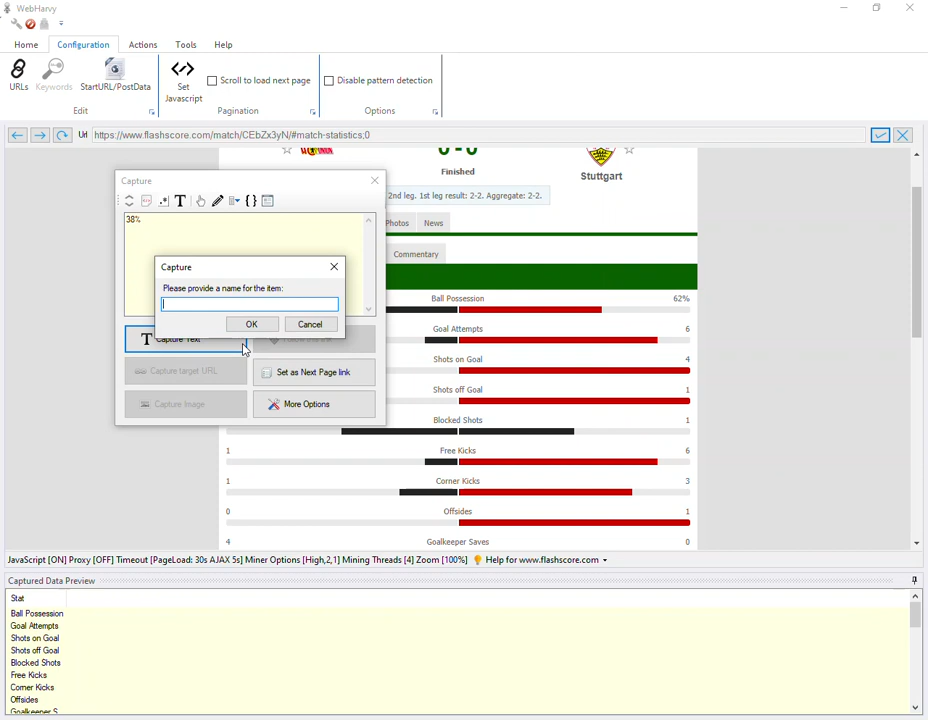 WebHarvy
Home Configuration Actions Tools Help
URLs Keywords StartURL/PostData Set Javascript Scroll to load next page Disable pattern detection
Edit Pagination Options
Url https://www.flashscore.com/match/CEbZx3yN/#match-statistics;0
0 - 0
Finished
Stuttgart
2nd leg. 1st leg result: 2-2. Aggregate: 2-2.
Photos News
Commentary
Capture
38%
Capture
Please provide a name for the item:
OK Cancel
Capture Text
Capture target URL Set as Next Page link
Capture Image More Options
Ball Possession 62%
Goal Attempts 6
Shots on Goal 4
Shots off Goal 1
Blocked Shots 1
1 Free Kicks 6
1 Corner Kicks 3
0 Offsides 1
4 Goalkeeper Saves 0
JavaScript [ON] Proxy [OFF] Timeout [PageLoad: 30s AJAX 5s] Miner Options [High,2,1] Mining Threads [4] Zoom [100%] Help for www.flashscore.com
Captured Data Preview
Stat
Ball Possession
Goal Attempts
Shots on Goal
Shots off Goal
Blocked Shots
Free Kicks
Corner Kicks
Offsides
Goalkeeper S